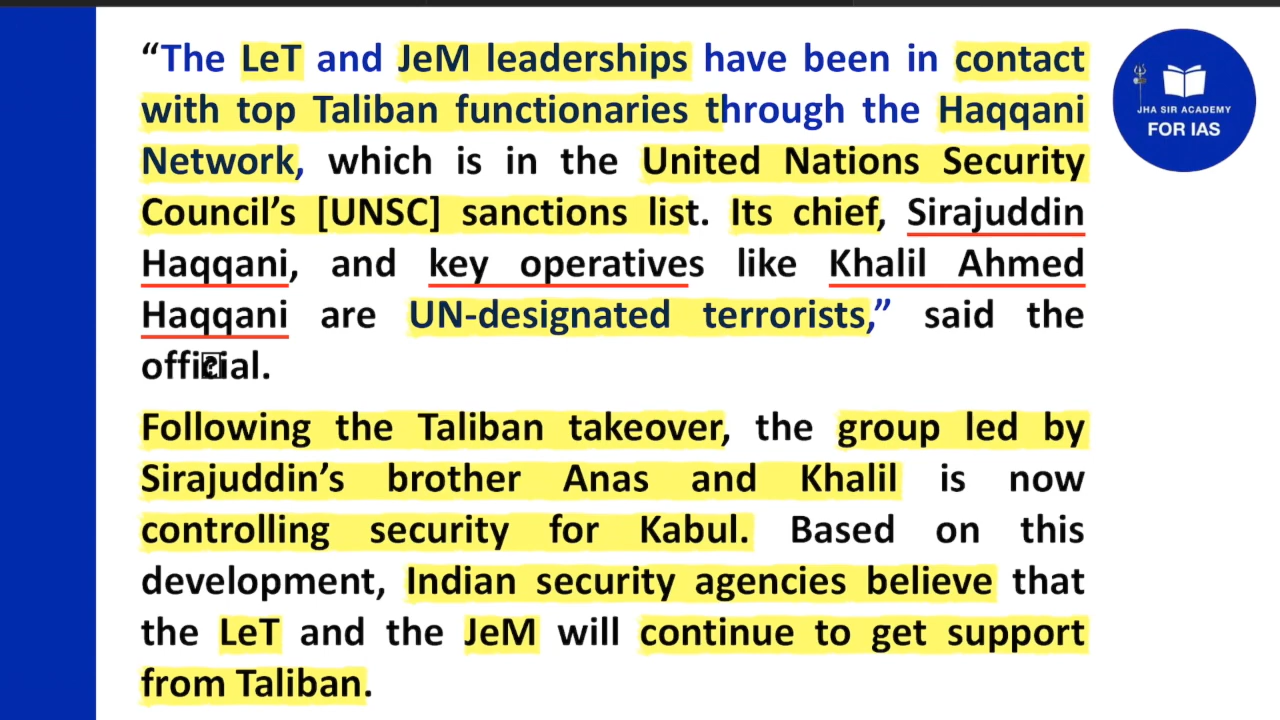 “The LeT and JeM leaderships have been in contact
with top Taliban functionaries through the Haqqani
Network, which is in the United Nations Security
Council’s [UNSC] sanctions list. Its chief, Sirajuddin
Haqqani, and key operatives like Khalil Ahmed
Haqqani are UN-designated terrorists,” said the
official.
Following the Taliban takeover, the group led by
Sirajuddin’s brother Anas and Khalil is now
controlling security for Kabul. Based on this
development, Indian security agencies believe that
the LeT and the JeM will continue to get support
from Taliban.
JHA SIR ACADEMY
FOR IAS